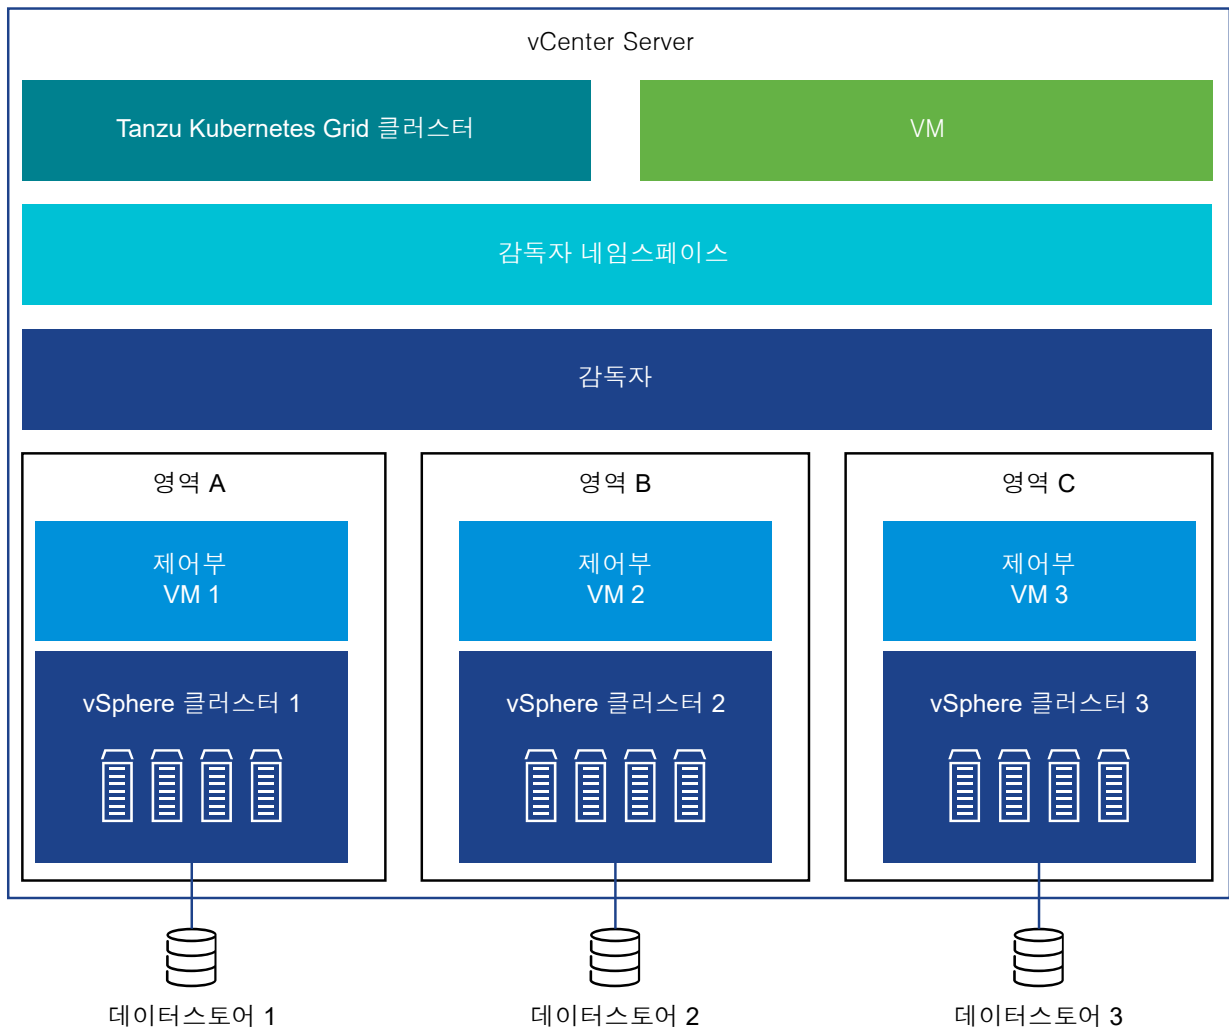 vCenter Server
Tanzu Kubernetes Grid 클러스터
VM
감독자 네임스페이스
감독자
영역 A
영역 B
영역 C
제어부
VM 1
제어부
VM 2
제어부
VM 3
vSphere 클러스터 1
vSphere 클러스터 2
vSphere 클러스터 3
데이터스토어 1
데이터스토어 2
데이터스토어 3